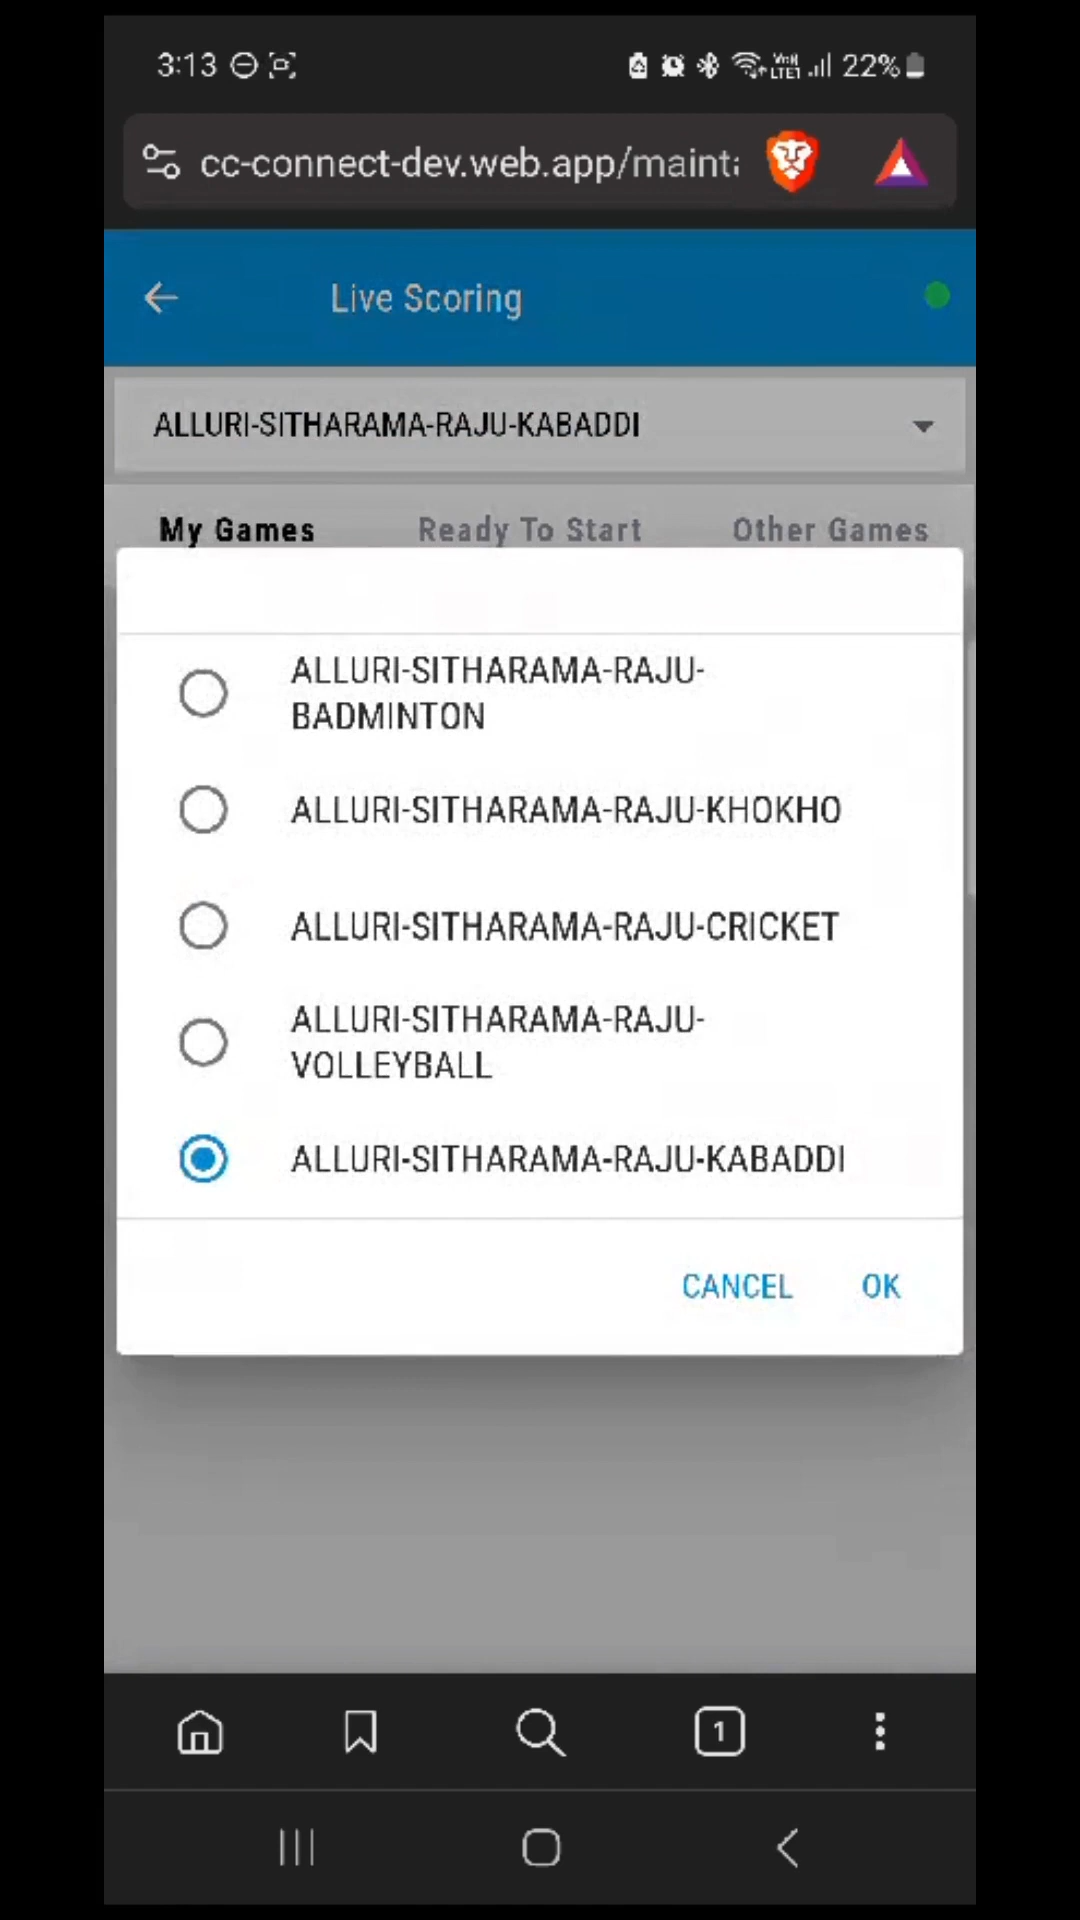 3:13
22%
cc-connect-dev.web.app/maint
Live Scoring
ALLURI-SITHARAMA-RAJU-KABADDI
My Games Ready To Start Other Games
ALLURI-SITHARAMA-RAJU-
BADMINTON
ALLURI-SITHARAMA-RAJU-KHOKHO
ALLURI-SITHARAMA-RAJU-CRICKET
ALLURI-SITHARAMA-RAJU-
VOLLEYBALL
ALLURI-SITHARAMA-RAJU-KABADDI
CANCEL OK
1